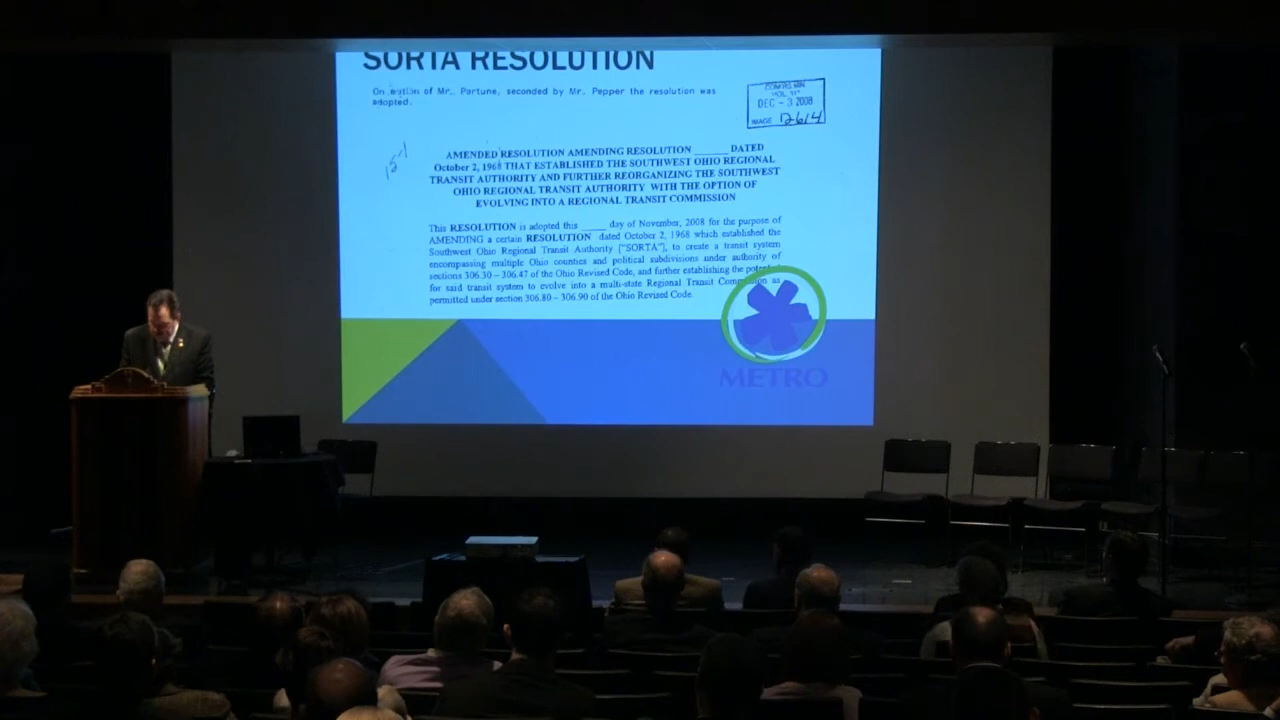 SORTA RESOLUTION
On motion of Mr. Portune, seconded by Mr. Pepper the resolution was
adopted.
DEC - 3 2008
IMAGE
AMENDED RESOLUTION AMENDING RESOLUTION ______ DATED
October 2, 1968 THAT ESTABLISHED THE SOUTHWEST OHIO REGIONAL
TRANSIT AUTHORITY AND FURTHER REORGANIZING THE SOUTHWEST
OHIO REGIONAL TRANSIT AUTHORITY WITH THE OPTION OF
EVOLVING INTO A REGIONAL TRANSIT COMMISSION
This RESOLUTION is adopted this _____ day of November, 2008 for the purpose of
AMENDING a certain RESOLUTION dated October 2, 1968 which established the
Southwest Ohio Regional Transit Authority ["SORTA"], to create a transit system
encompassing multiple Ohio counties and political subdivisions under authority of
sections 306.30 – 306.47 of the Ohio Revised Code, and further establishing the potential
for said transit system to evolve into a multi-state Regional Transit Commission as
permitted under section 306.80 – 306.90 of the Ohio Revised Code.
METRO